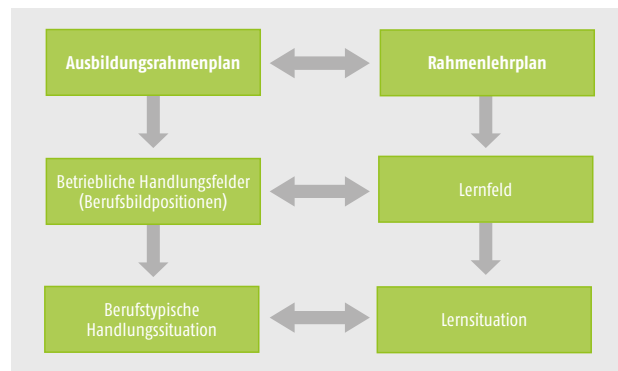 Ausbildungsrahmenplan
Rahmenlehrplan
Betriebliche Handlungsfelder
(Berufsbildpositionen)
Lernfeld
Berufstypische
Handlungssituation
Lernsituation